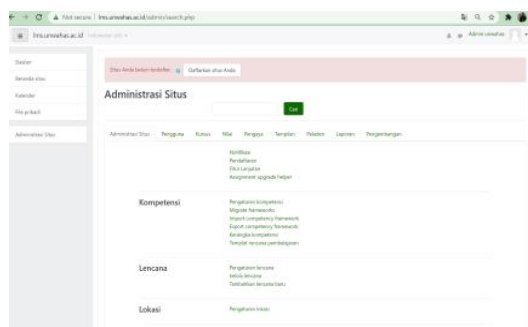 Not secure | lms.unwahas.ac.id/admin/search.php
lms.unwahas.ac.id
Admin unwahas
Dasbor
Beranda situs
Kalender
File pribadi
Administrasi Situs
Situs Anda belum terdaftar.
Daftarkan situs Anda
Administrasi Situs
Cari
Administrasi Situs Pengguna Kursus Nilai Pengaya Tampilan Peladen Laporan Pengembangan
Notifikasi
Pendaftaran
Fitur Lanjutan
Assignment upgrade helper
Kompetensi
Pengaturan kompetensi
Migrate frameworks
Import competency framework
Export competency framework
Kerangka kompetensi
Templat rencana pembelajaran
Lencana
Pengaturan lencana
Kelola lencana
Tambahkan lencana baru
Lokasi
Pengaturan lokasi